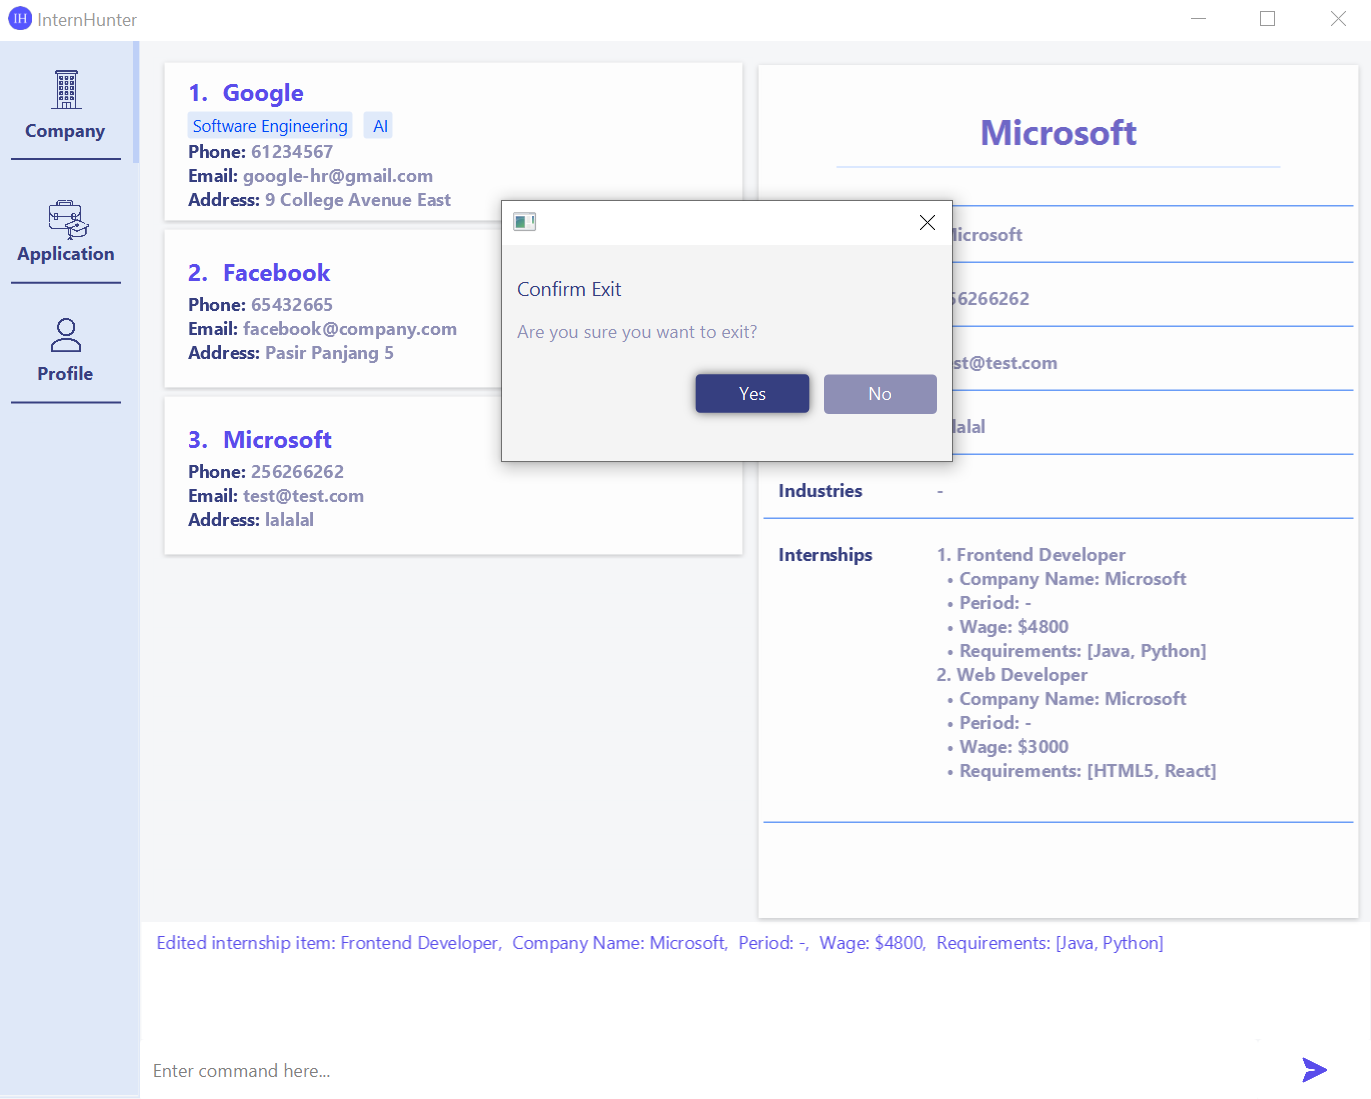 IH InternHunter
Company
Application
Profile
1. Google
Software Engineering AI
Phone: 61234567
Email: google-hr@gmail.com
Address: 9 College Avenue East
2. Facebook
Phone: 65432665
Email: facebook@company.com
Address: Pasir Panjang 5
3. Microsoft
Phone: 256266262
Email: test@test.com
Address: lalalal
Confirm Exit
Are you sure you want to exit?
Yes No
Microsoft
Microsoft
56266262
st@test.com
lalal
Industries -
Internships 1. Frontend Developer
• Company Name: Microsoft
• Period: -
• Wage: $4800
• Requirements: [Java, Python]
2. Web Developer
• Company Name: Microsoft
• Period: -
• Wage: $3000
• Requirements: [HTML5, React]
Edited internship item: Frontend Developer, Company Name: Microsoft, Period: -, Wage: $4800, Requirements: [Java, Python]
Enter command here...